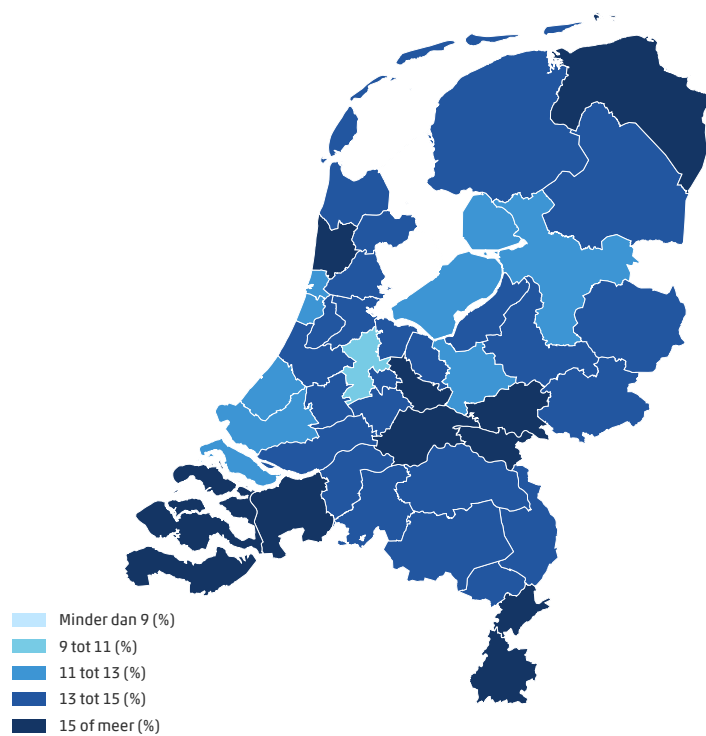 Minder dan 9 (%)
9 tot 11 (%)
11 tot 13 (%)
13 tot 15 (%)
15 of meer (%)